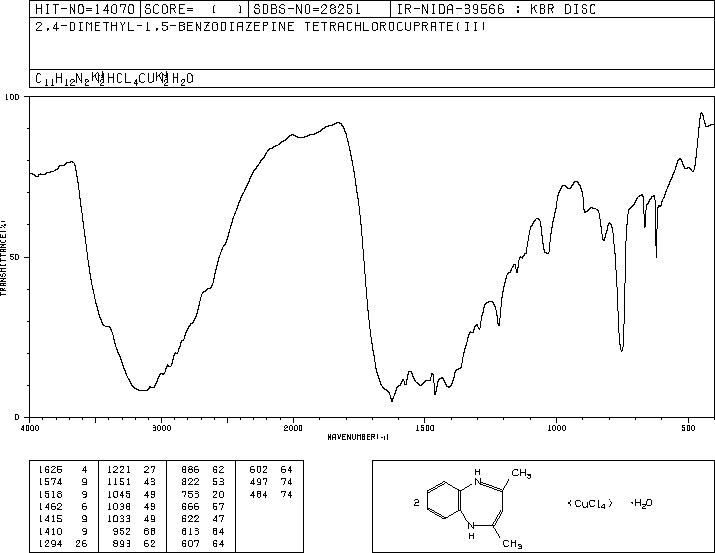 HIT-NO=14070 SCORE= ( ) SDBS-NO=28251 IR-NIDA-39566 : KBR DISC
2,4-DIMETHYL-1,5-BENZODIAZEPINE TETRACHLOROCUPRATE(II)
100
50
0
TRANSMITTANCE(%)
4000 3000 2000 1500 1000 500
1625 4 1221 27 886 62 602 64
1574 9 1151 43 822 53 497 74
1518 9 1045 49 753 20 484 74
1462 6 1038 49 666 57
1415 9 1033 49 622 47
1410 9 952 68 613 64
1294 26 893 62 607 64
2
H
N
CH3
N
H
CH3
(CuCl4) ·H2O